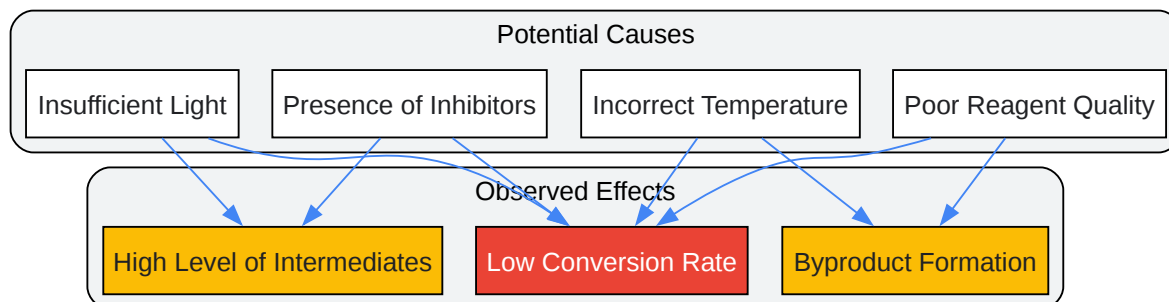 Potential Causes
Insufficient Light
Presence of Inhibitors
Incorrect Temperature
Poor Reagent Quality
Observed Effects
High Level of Intermediates
Low Conversion Rate
Byproduct Formation